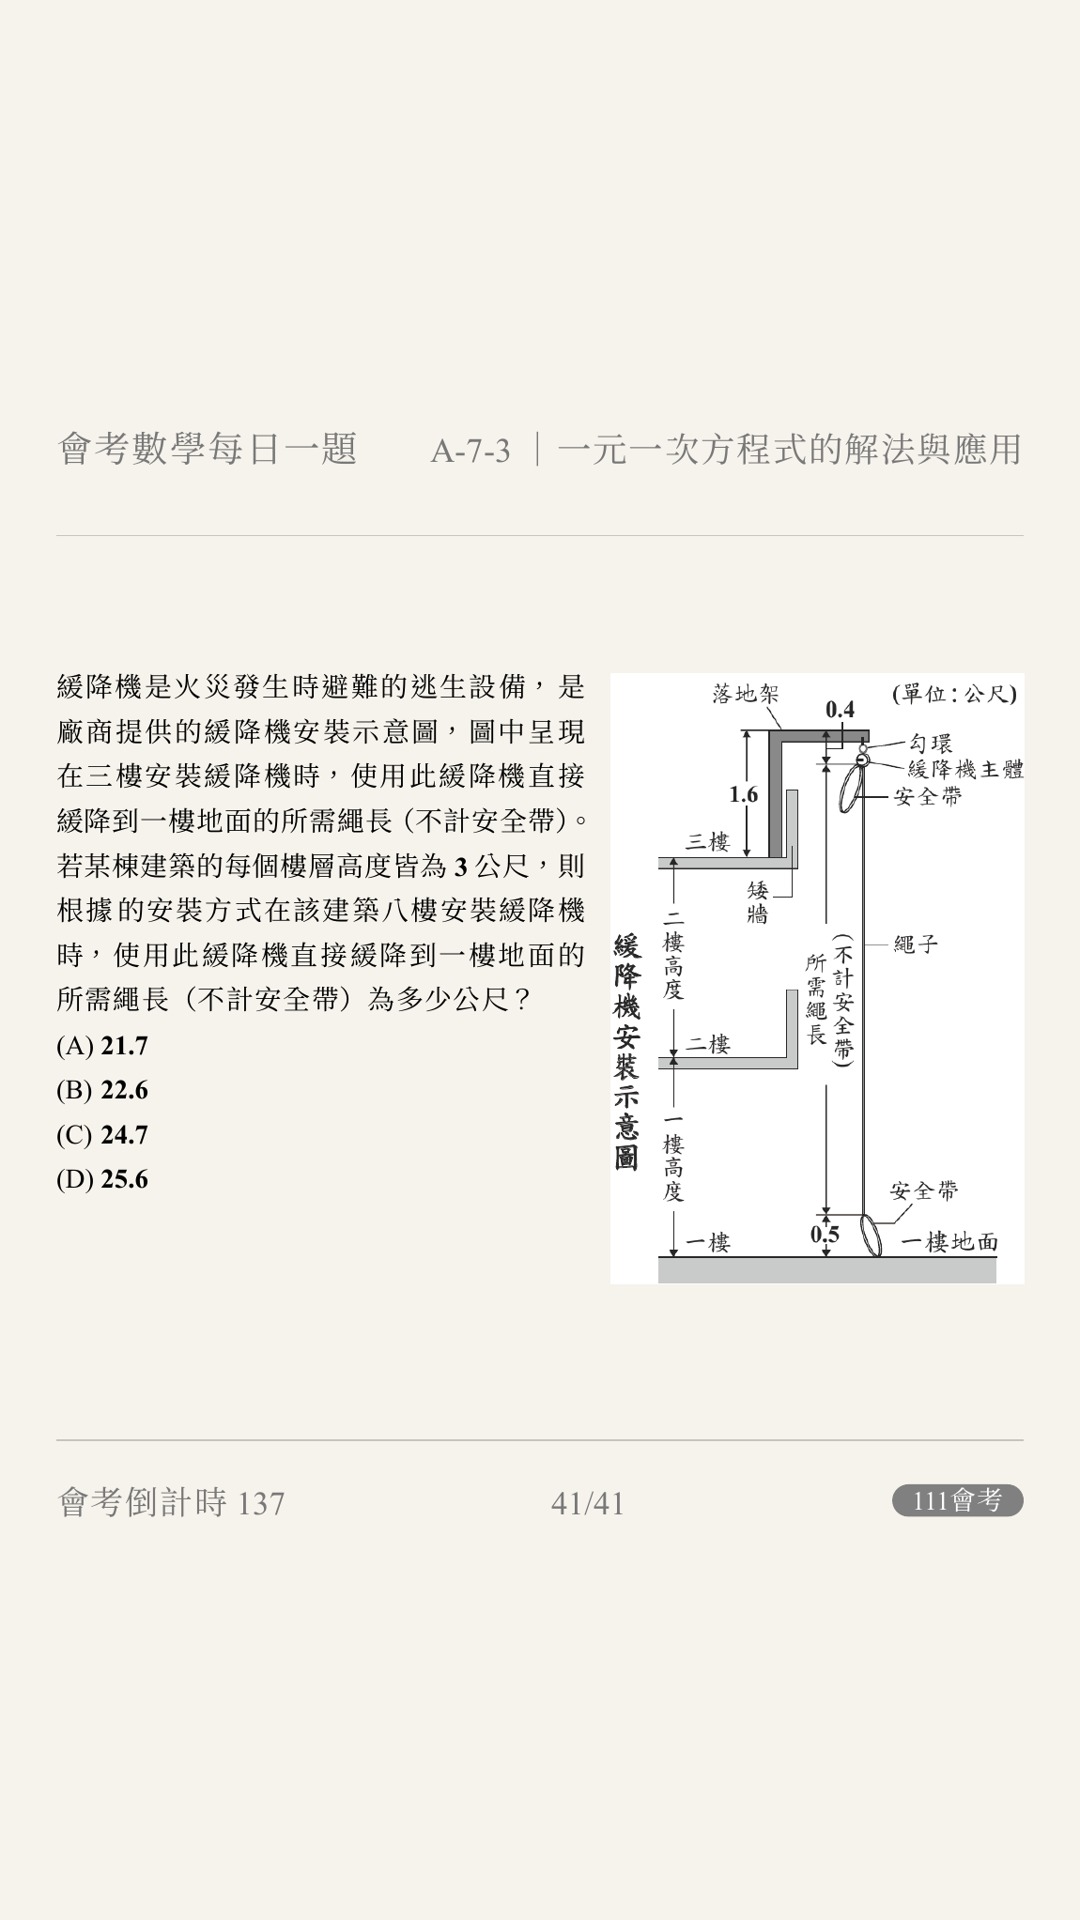 會考數學每日一題
A-7-3｜一元一次方程式的解法與應用
緩降機是火災發生時避難的逃生設備，是
廠商提供的緩降機安裝示意圖，圖中呈現
在三樓安裝緩降機時，使用此緩降機直接
緩降到一樓地面的所需繩長（不計安全帶）。
若某棟建築的每個樓層高度皆為 3 公尺，則
根據的安裝方式在該建築八樓安裝緩降機
時，使用此緩降機直接緩降到一樓地面的
所需繩長（不計安全帶）為多少公尺？
(A) 21.7
(B) 22.6
(C) 24.7
(D) 25.6
落地架
(單位：公尺)
0.4
勾環
緩降機主體
安全帶
1.6
三樓
矮牆
二樓高度
繩子
所需繩長
(不計安全帶)
緩降機安裝示意圖
二樓
一樓高度
安全帶
0.5
一樓
一樓地面
會考倒計時 137
41/41
111會考